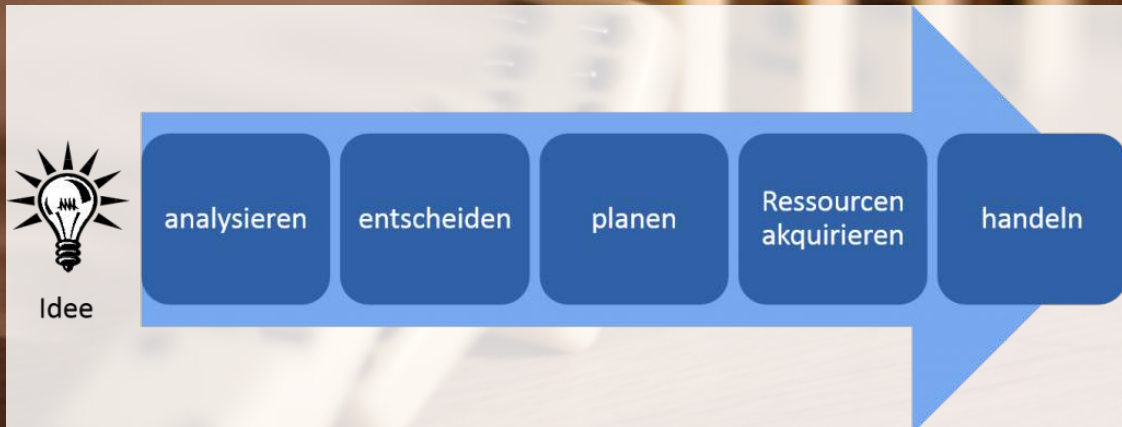 Idee
analysieren
entscheiden
planen
Ressourcen
akquirieren
handeln